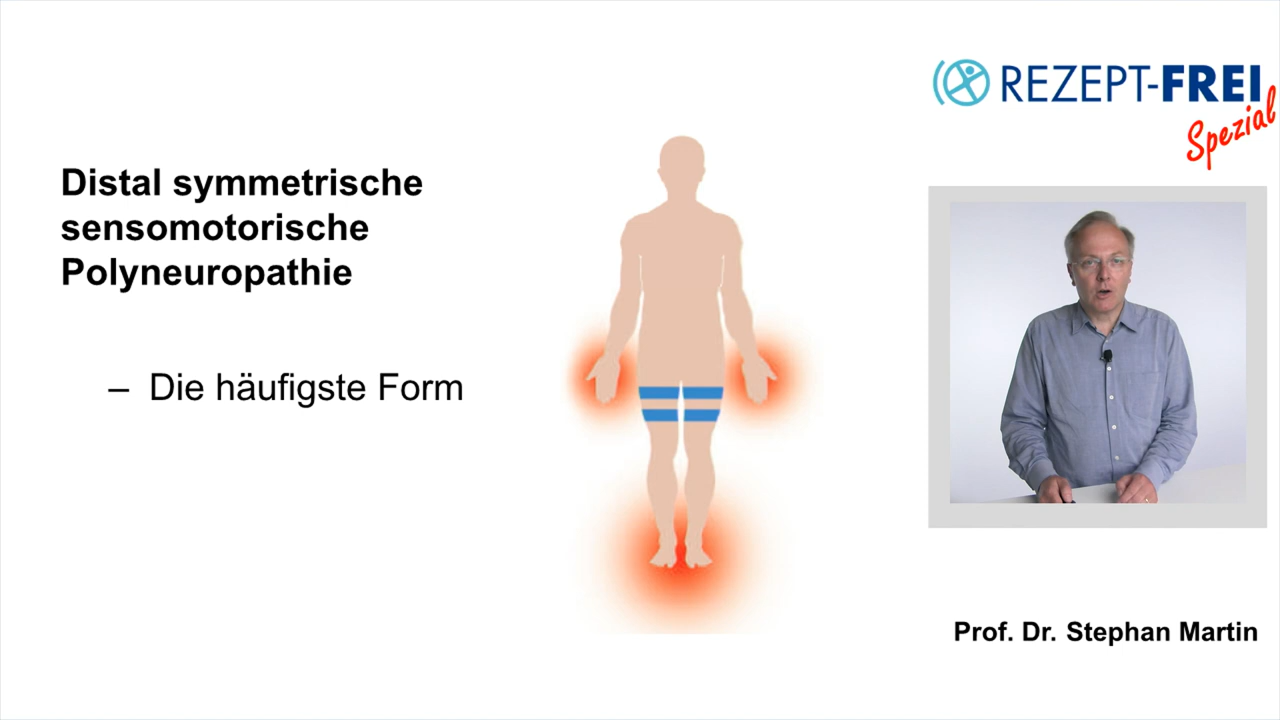 Distal symmetrische
sensomotorische
Polyneuropathie
– Die häufigste Form
REZEPT-FREI
Spezial
Prof. Dr. Stephan Martin